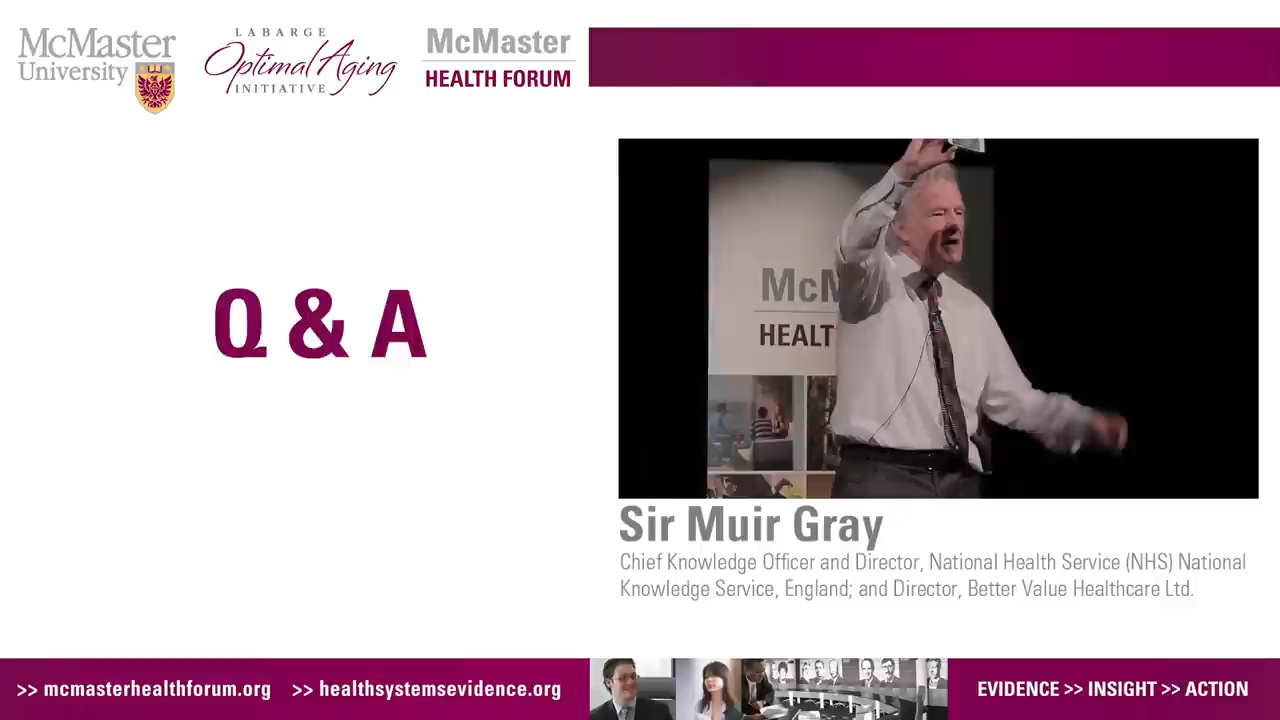 McMaster
University
LABARGE
Optimal Aging
INITIATIVE
McMaster
HEALTH FORUM
Q & A
McM
HEALT
Sir Muir Gray
Chief Knowledge Officer and Director, National Health Service (NHS) National
Knowledge Service, England; and Director, Better Value Healthcare Ltd.
>> mcmasterhealthforum.org >> healthsystemsevidence.org
EVIDENCE >> INSIGHT >> ACTION